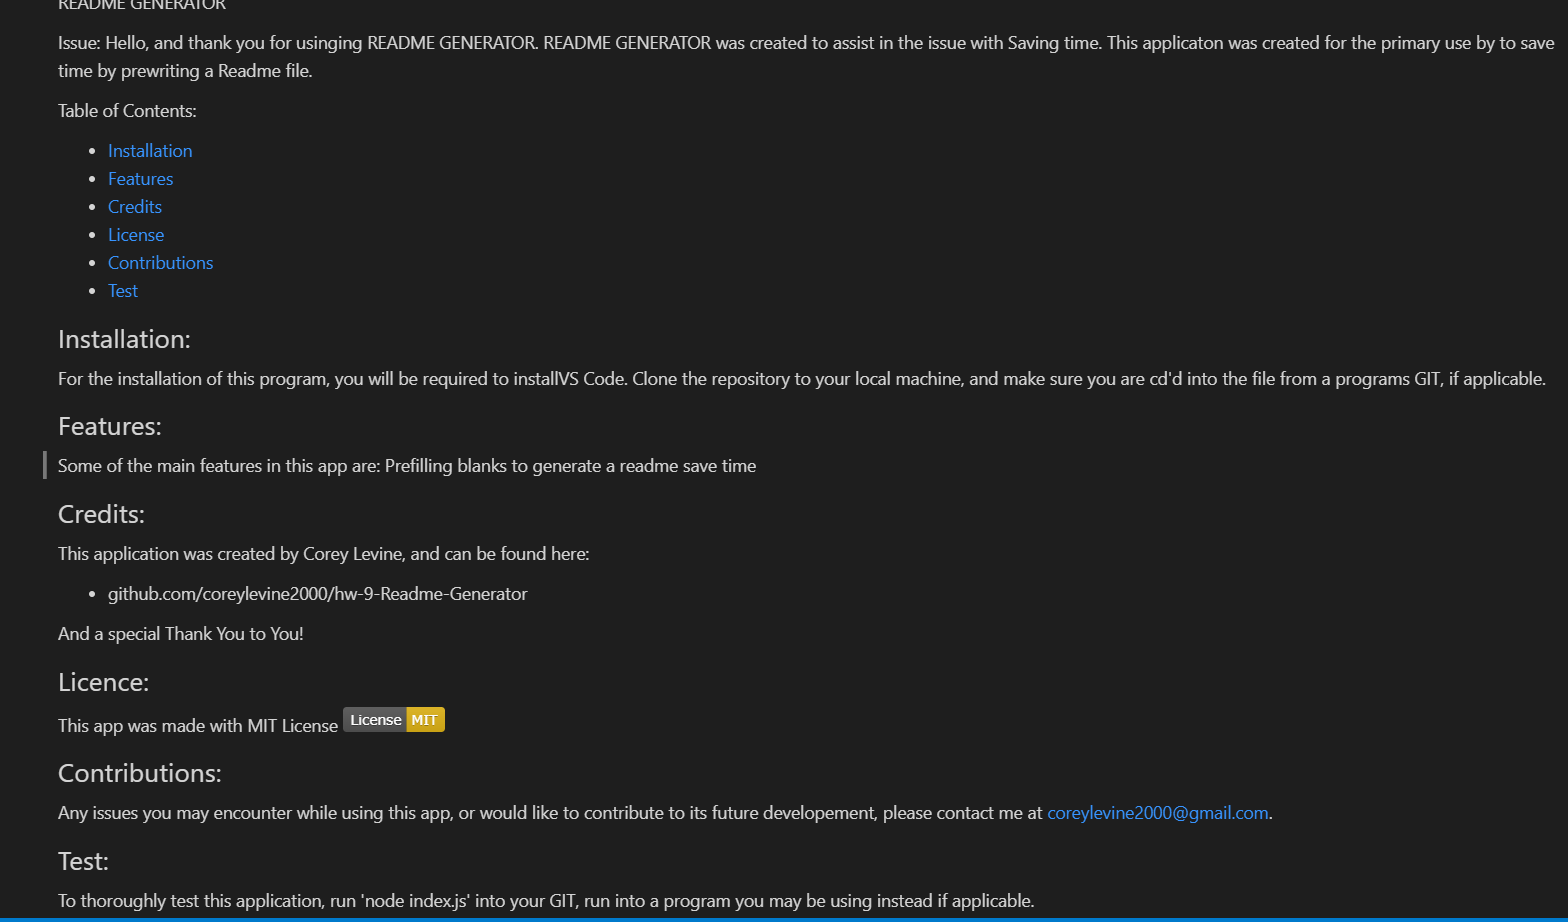 README GENERATOR
Issue: Hello, and thank you for usinging README GENERATOR. README GENERATOR was created to assist in the issue with Saving time. This applicaton was created for the primary use by to save
time by prewriting a Readme file.
Table of Contents:
Installation
Features
Credits
License
Contributions
Test
Installation:
For the installation of this program, you will be required to installVS Code. Clone the repository to your local machine, and make sure you are cd'd into the file from a programs GIT, if applicable.
Features:
Some of the main features in this app are: Prefilling blanks to generate a readme save time
Credits:
This application was created by Corey Levine, and can be found here:
github.com/coreylevine2000/hw-9-Readme-Generator
And a special Thank You to You!
Licence:
This app was made with MIT License License MIT
Contributions:
Any issues you may encounter while using this app, or would like to contribute to its future developement, please contact me at coreylevine2000@gmail.com.
Test:
To thoroughly test this application, run 'node index.js' into your GIT, run into a program you may be using instead if applicable.